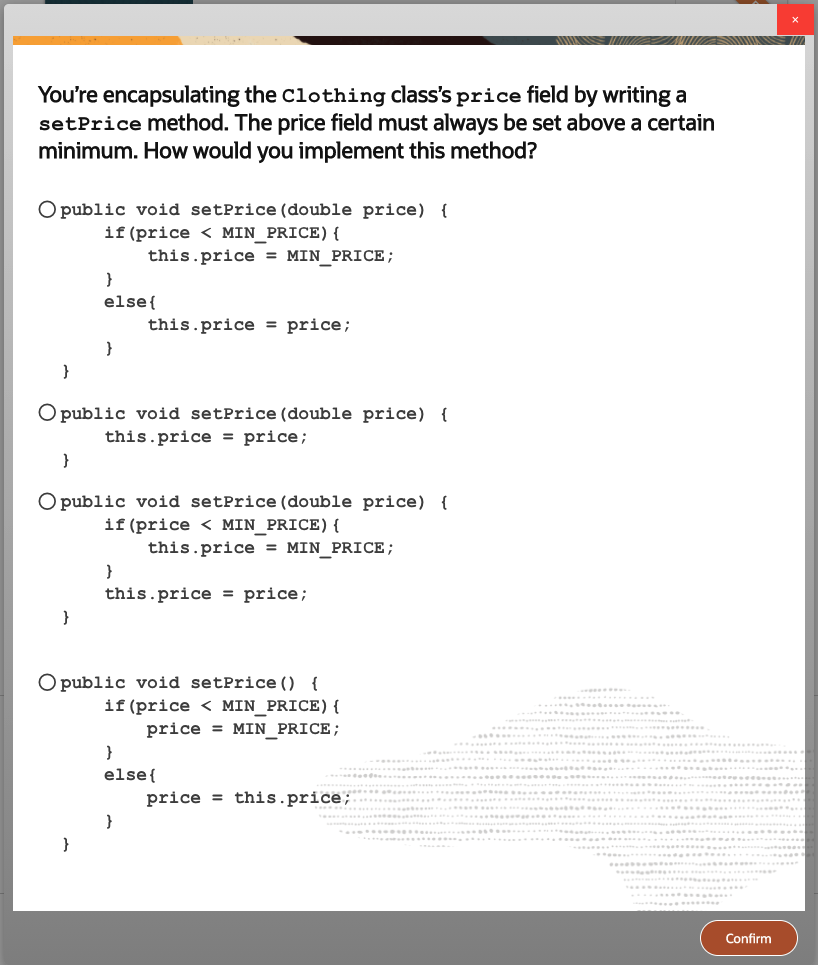 ×
You’re encapsulating the Clothing class’s price field by writing a
setPrice method. The price field must always be set above a certain
minimum. How would you implement this method?
public void setPrice(double price) {
if(price < MIN_PRICE){
this.price = MIN_PRICE;
}
else{
this.price = price;
}
}
public void setPrice(double price) {
this.price = price;
}
public void setPrice(double price) {
if(price < MIN_PRICE){
this.price = MIN_PRICE;
}
this.price = price;
}
public void setPrice() {
if(price < MIN_PRICE){
price = MIN_PRICE;
}
else{
price = this.price;
}
}
Confirm